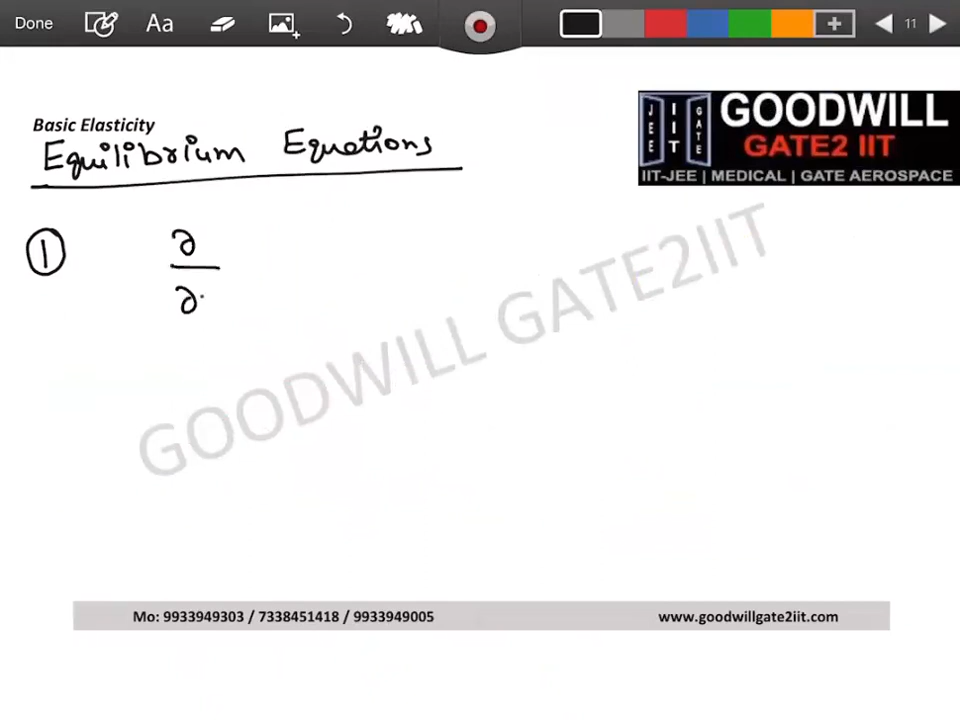 Done Aa + 11
Basic Elasticity
Equilibrium Equations
JEE IIT GATE GOODWILL
GATE2 IIT
IIT-JEE | MEDICAL | GATE AEROSPACE
① ∂
∂
GOODWILL GATE2IIT
Mo: 9933949303 / 7338451418 / 9933949005 www.goodwillgate2iit.com